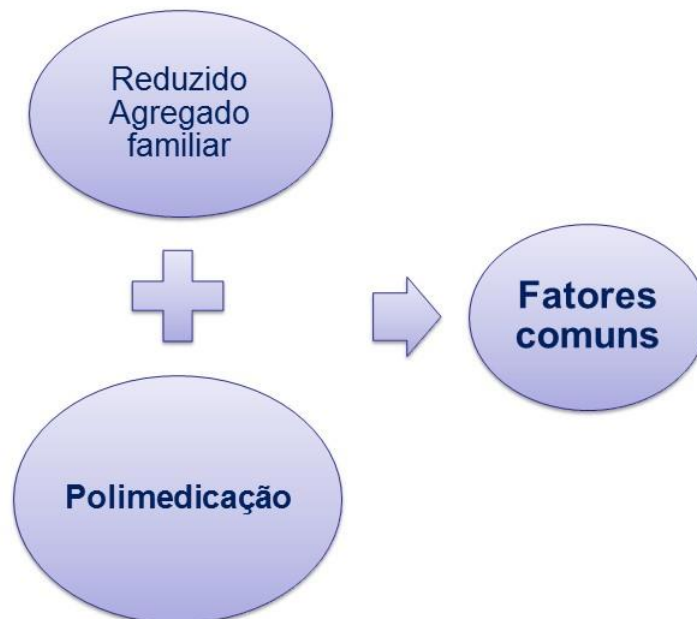 Reduzido
Agregado
familiar
Fatores
comuns
Polimedicação